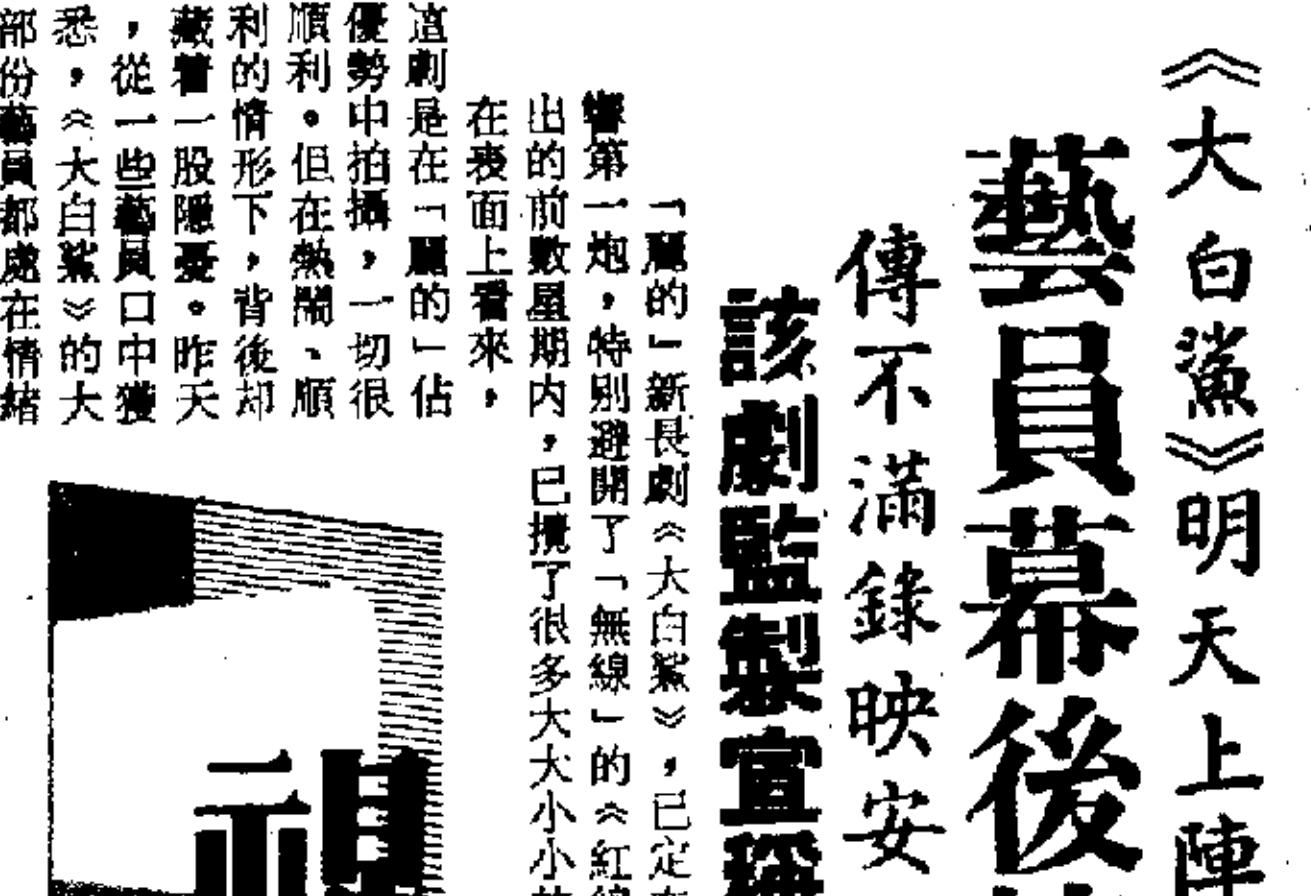 《大白鯊》明天上陣
藝員幕後
傳不滿錄映安
該劇監製宣稱
「麗的」新長劇《大白鯊》,已定
響第一炮,特別避開了「無線」的《紅線
出的前數星期内,已攪了很多大大小小
在表面上看來,
這劇是在「麗的」佔
優勢中拍攝,一切很
順利。但在熱鬧、順
利的情形下,背後却
藏着一股隱憂。昨天
,從一些藝員口中獲
悉,《大白鯊》的大
部份藝員都處在情緒
視